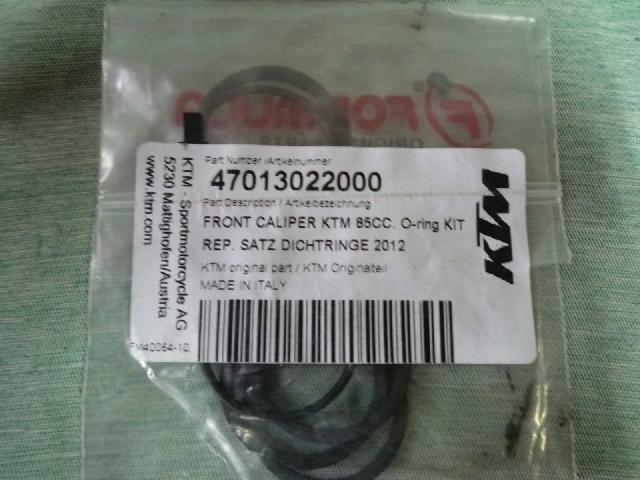 FORMULA
Part Number /Artikelnummer
47013022000
Part Description / Artikelbezeichnung
FRONT CALIPER KTM 85CC. O-ring KIT
REP. SATZ DICHTRINGE 2012
KTM original part / KTM Originalteil
MADE IN ITALY
KTM - Sportmotorcycle AG
5230 Mattighofen/Austria
www.ktm.com
FM40064-10
KTM